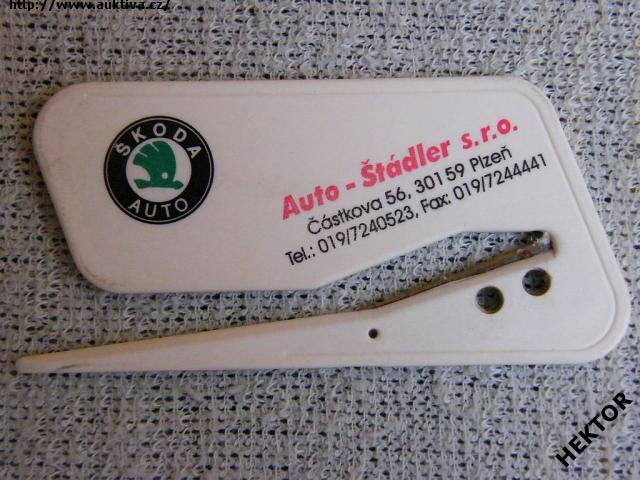 http://www.auktiva.cz/
ŠKODA
AUTO
Auto - Štádler s.r.o.
Částkova 56, 301 59 Plzeň
Tel.: 019/7240523, Fax: 019/7244441
HEKTOR